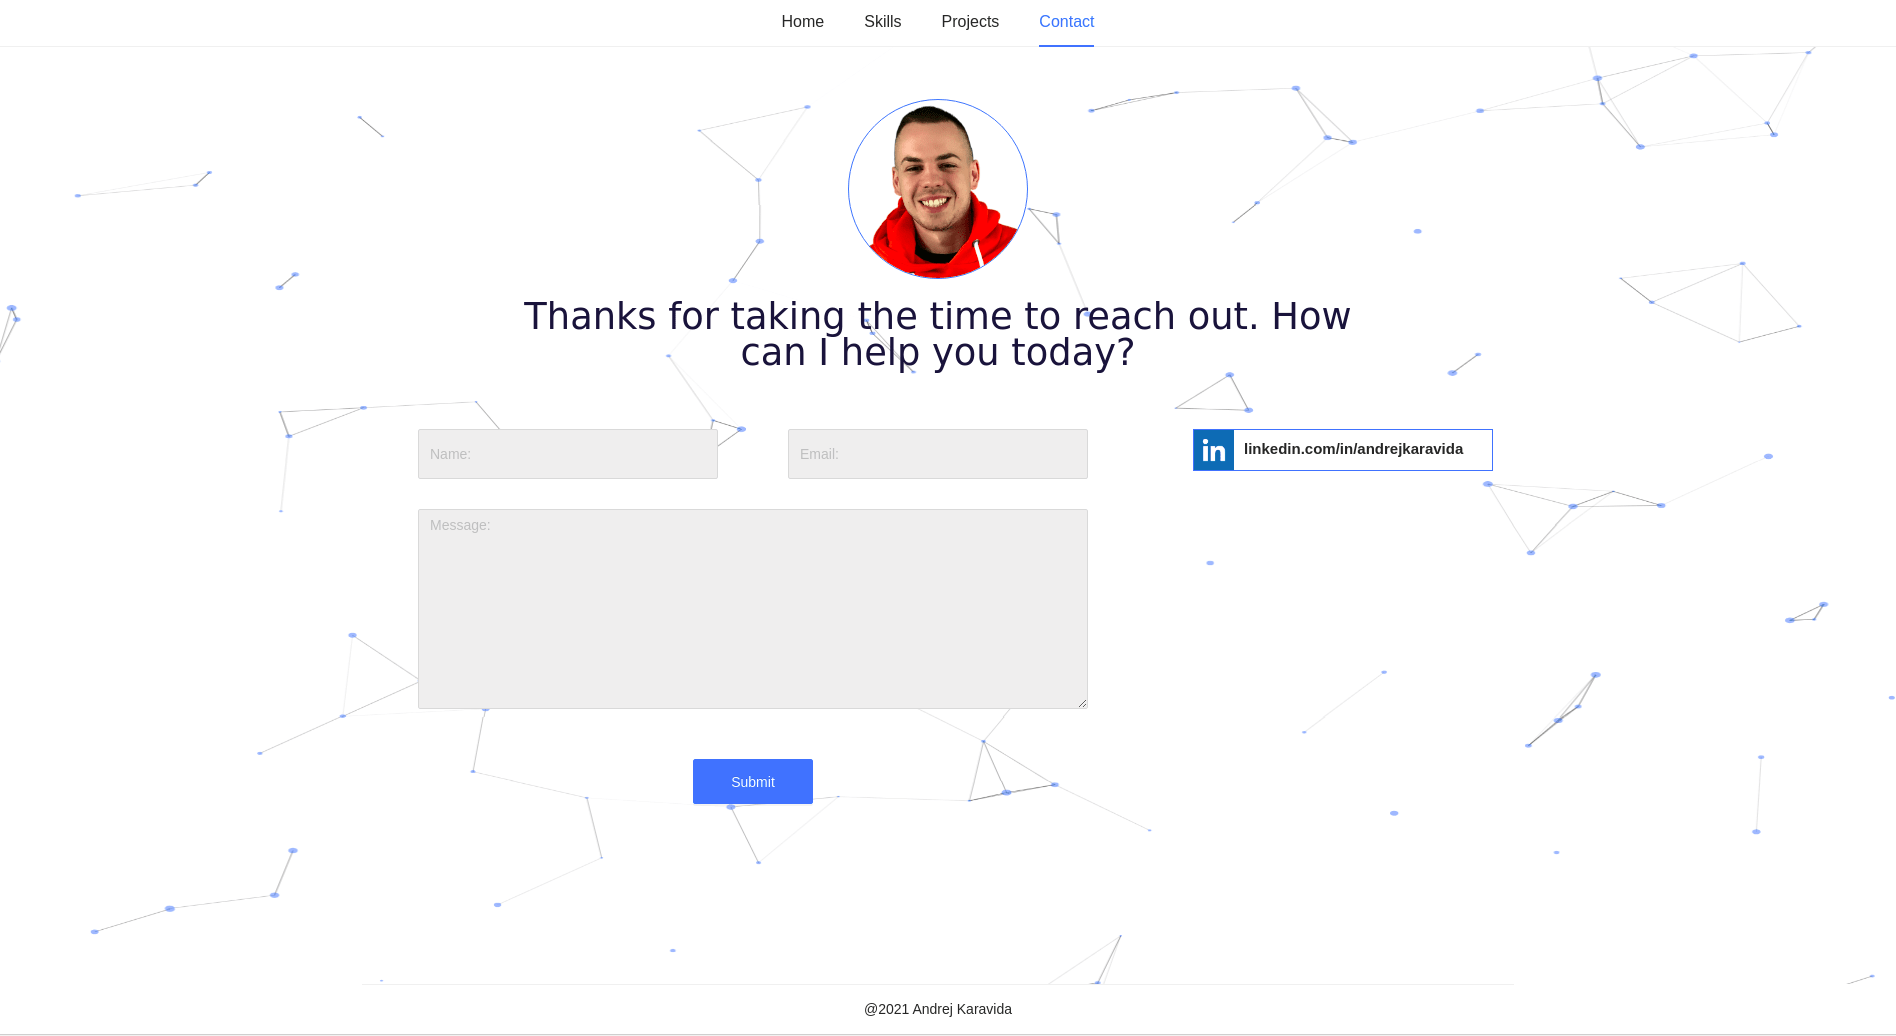 Home Skills Projects Contact
Thanks for taking the time to reach out. How
can I help you today?
Name: Email:
in linkedin.com/in/andrejkaravida
Message:
Submit
@2021 Andrej Karavida